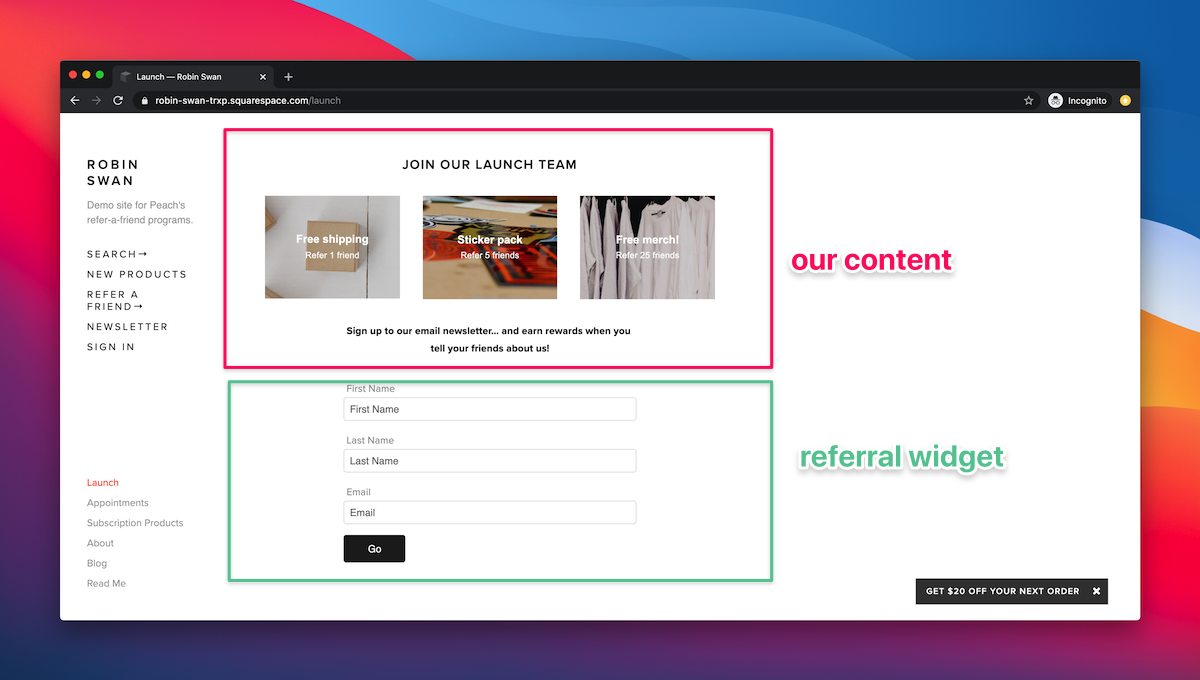 Launch — Robin Swan
robin-swan-trxp.squarespace.com/launch
Incognito
ROBIN
SWAN
Demo site for Peach's
refer-a-friend programs.
SEARCH→
NEW PRODUCTS
REFER A
FRIEND→
NEWSLETTER
SIGN IN
Launch
Appointments
Subscription Products
About
Blog
Read Me
JOIN OUR LAUNCH TEAM
Free shipping
Refer 1 friend
Sticker pack
Refer 5 friends
Free merch!
Refer 25 friends
Sign up to our email newsletter... and earn rewards when you
tell your friends about us!
our content
First Name
First Name
Last Name
Last Name
Email
Email
Go
referral widget
GET $20 OFF YOUR NEXT ORDER